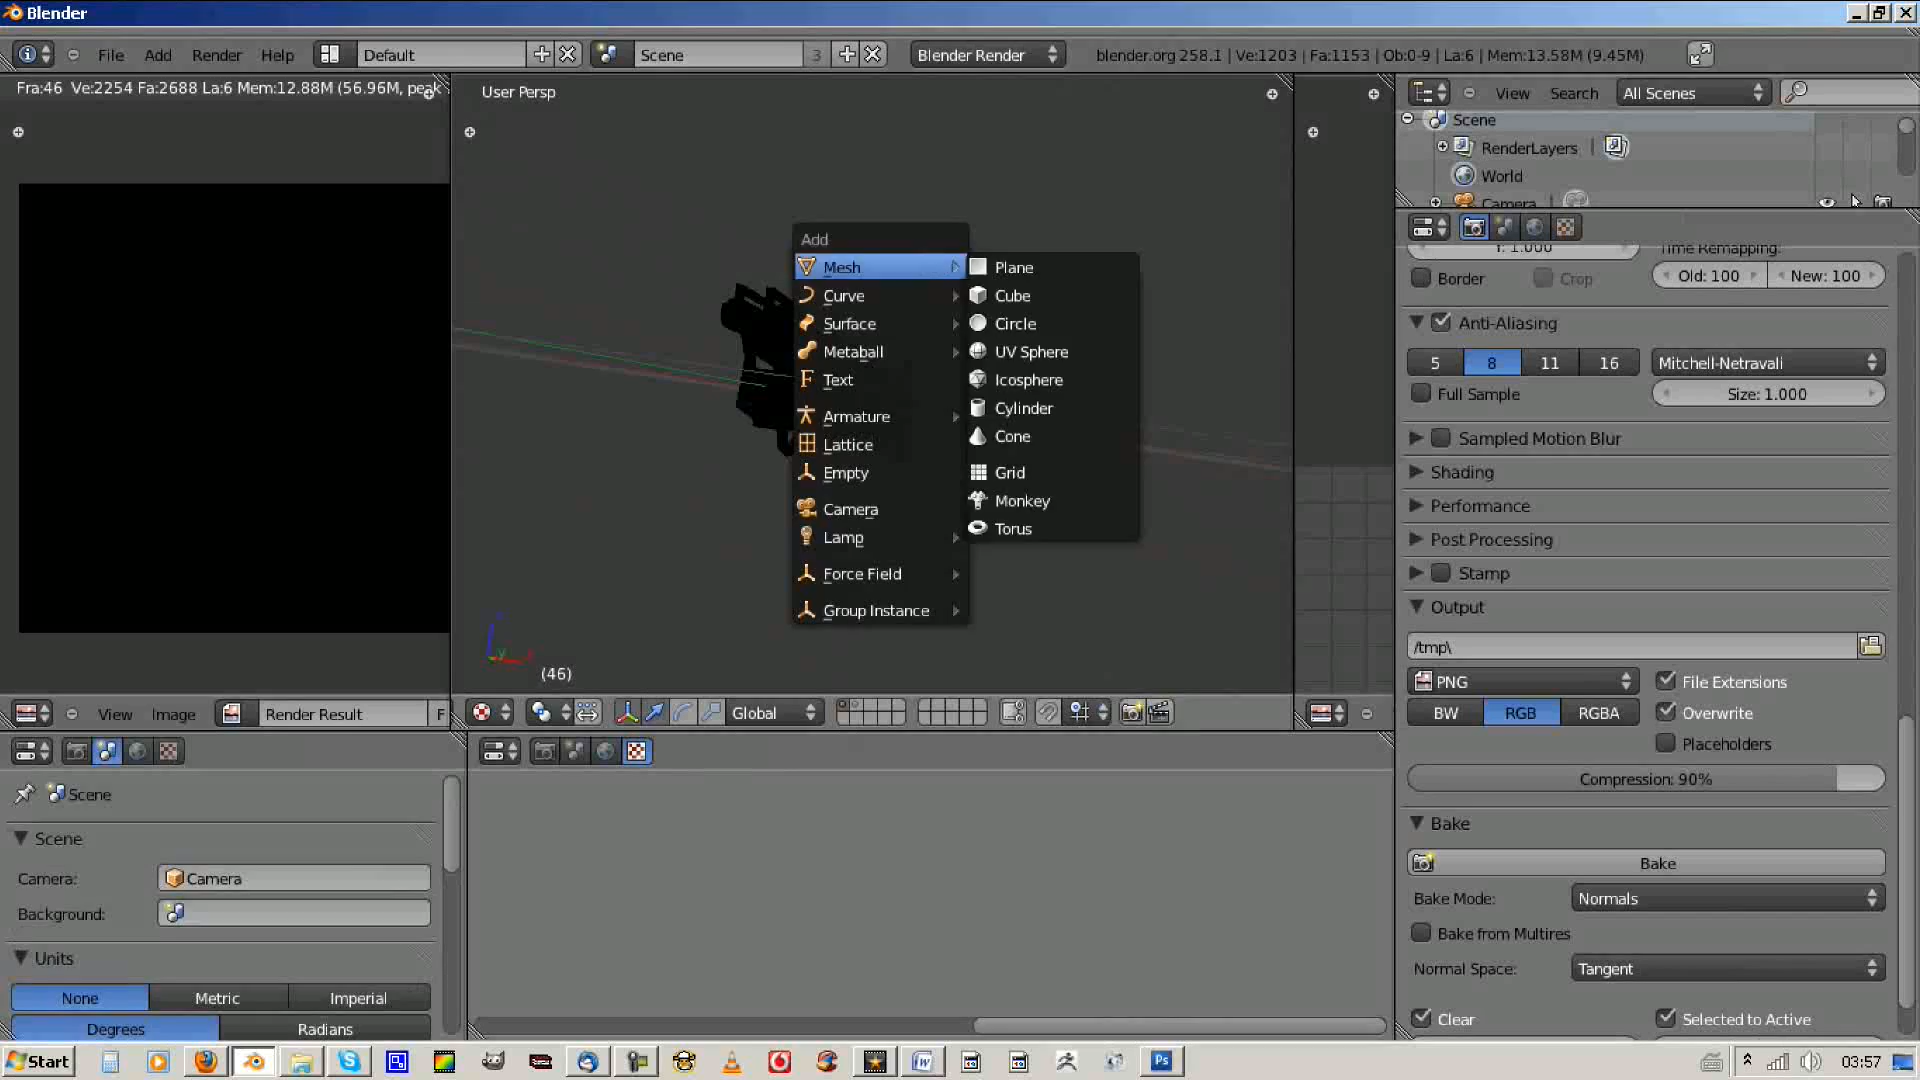 Blender
File Add Render Help Default Scene 3 Blender Render blender.org 258.1 | Ve:1203 | Fa:1153 | Ob:0-9 | La:6 | Mem:13.58M (9.45M)
Fra:46 Ve:2254 Fa:2688 La:6 Mem:12.88M (56.96M, peak
User Persp
View Search All Scenes
Scene
RenderLayers
World
Camera
Y: 1.000 Time Remapping:
Border Crop Old: 100 New: 100
Anti-Aliasing
5 8 11 16 Mitchell-Netravali
Full Sample Size: 1.000
Sampled Motion Blur
Shading
Performance
Post Processing
Stamp
Output
/tmp\
PNG File Extensions
BW RGB RGBA Overwrite
Placeholders
Compression: 90%
Bake
Bake
Bake Mode: Normals
Bake from Multires
Normal Space: Tangent
Clear Selected to Active
Add
Mesh
Curve
Surface
Metaball
Text
Armature
Lattice
Empty
Camera
Lamp
Force Field
Group Instance
Plane
Cube
Circle
UV Sphere
Icosphere
Cylinder
Cone
Grid
Monkey
Torus
y
(46)
View Image Render Result F
Global
Scene
Scene
Camera: Camera
Background:
Units
None Metric Imperial
Degrees Radians
Start W Ps 03:57